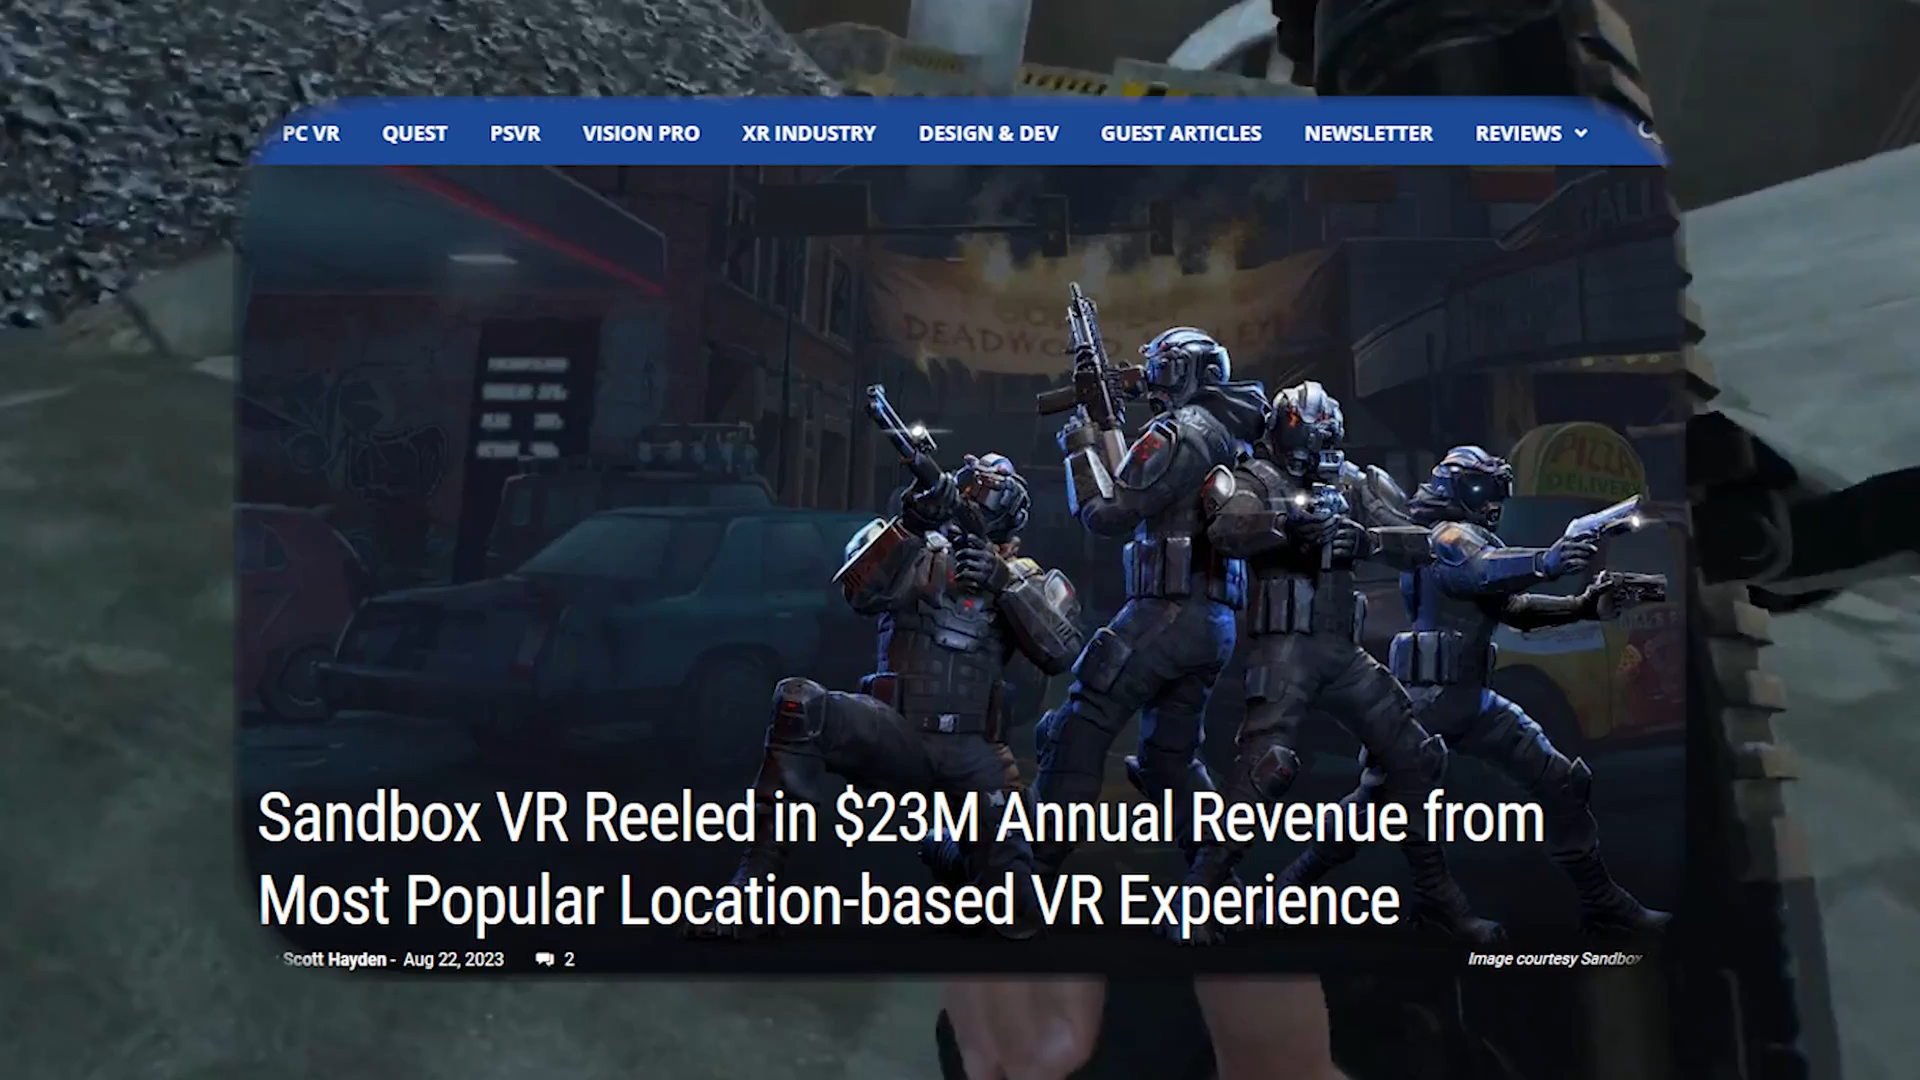 PC VR QUEST PSVR VISION PRO XR INDUSTRY DESIGN & DEV GUEST ARTICLES NEWSLETTER REVIEWS
PIZZA
DELIVERY
Sandbox VR Reeled in $23M Annual Revenue from
Most Popular Location-based VR Experience
Scott Hayden - Aug 22, 2023 2
Image courtesy Sandbox